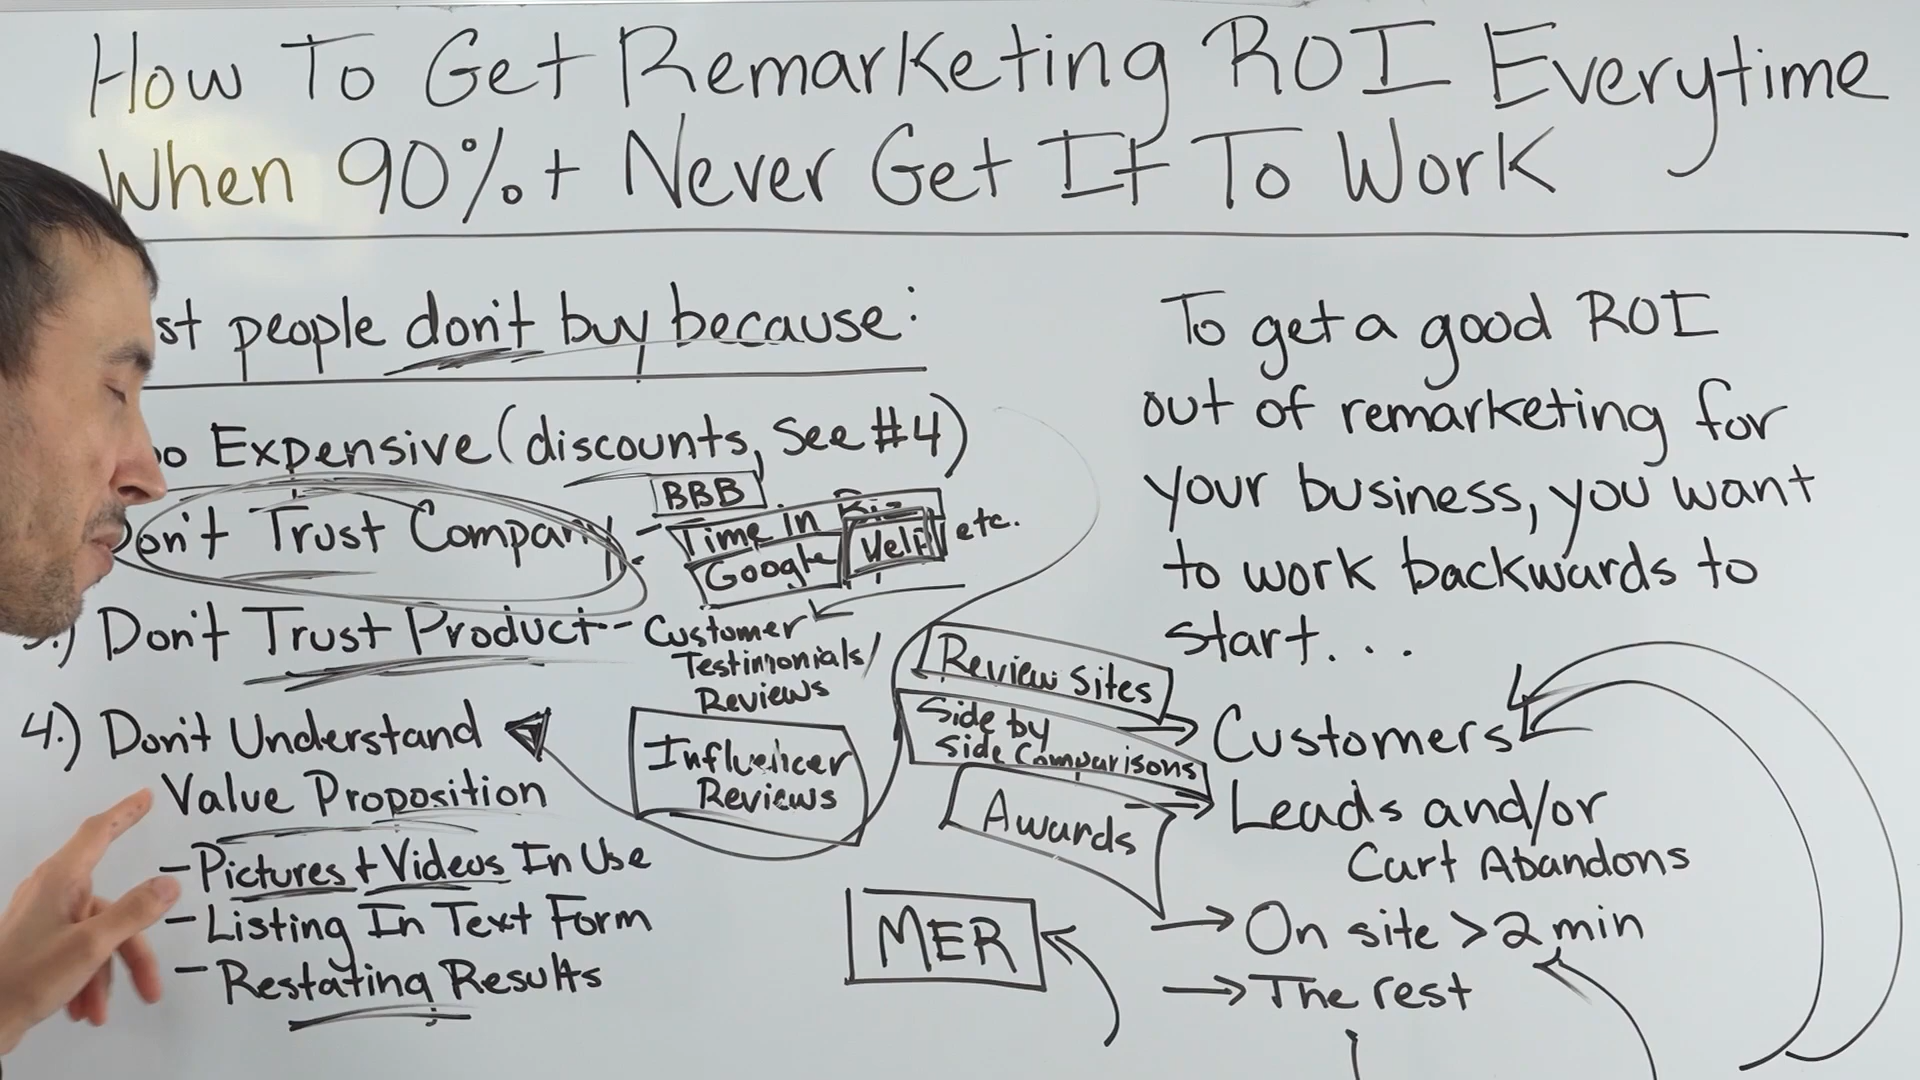 How To Get Remarketing ROI Everytime
When 90%+ Never Get It To Work
st people don't buy because:
oo Expensive (discounts, See #4)
Don't Trust Company -
BBB
Time in Biz
Google Yelp etc.
3.) Don't Trust Product -
Customer
Testimonials/
Reviews
4.) Don't Understand
Value Proposition
- Pictures + Videos In Use
- Listing In Text Form
- Restating Results
Influencer
Reviews
Review Sites
Side by
Side Comparisons
Awards
MER
To get a good ROI
out of remarketing for
your business, you want
to work backwards to
start...
→ Customers
→ Leads and/or
Cart Abandons
→ On site >2 min
→ The rest